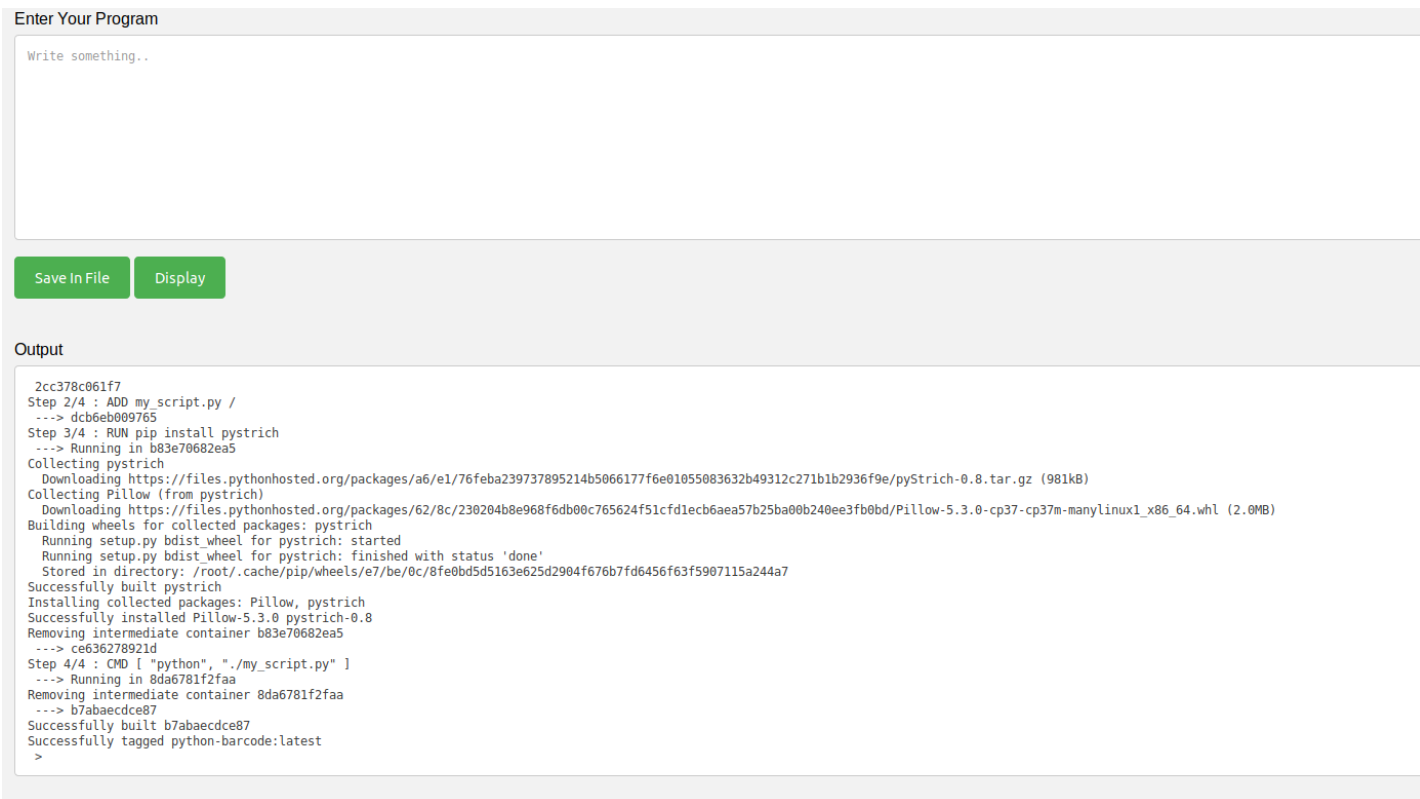 Enter Your Program
Write something..
Save In File
Display
Output
2cc378c061f7
Step 2/4 : ADD my_script.py /
---> dcb6eb009765
Step 3/4 : RUN pip install pystrich
---> Running in b83e70682ea5
Collecting pystrich
Downloading https://files.pythonhosted.org/packages/a6/e1/76feba239737895214b5066177f6e01055083632b49312c271b1b2936f9e/pyStrich-0.8.tar.gz (981kB)
Collecting Pillow (from pystrich)
Downloading https://files.pythonhosted.org/packages/62/8c/230204b8e968f6db00c765624f51cfd1ecb6aea57b25ba00b240ee3fb0bd/Pillow-5.3.0-cp37-cp37m-manylinux1_x86_64.whl (2.0MB)
Building wheels for collected packages: pystrich
Running setup.py bdist_wheel for pystrich: started
Running setup.py bdist_wheel for pystrich: finished with status 'done'
Stored in directory: /root/.cache/pip/wheels/e7/be/0c/8fe0bd5d5163e625d2904f676b7fd6456f63f5907115a244a7
Successfully built pystrich
Installing collected packages: Pillow, pystrich
Successfully installed Pillow-5.3.0 pystrich-0.8
Removing intermediate container b83e70682ea5
---> ce636278921d
Step 4/4 : CMD [ "python", "./my_script.py" ]
---> Running in 8da6781f2faa
Removing intermediate container 8da6781f2faa
---> b7abaecdce87
Successfully built b7abaecdce87
Successfully tagged python-barcode:latest
>